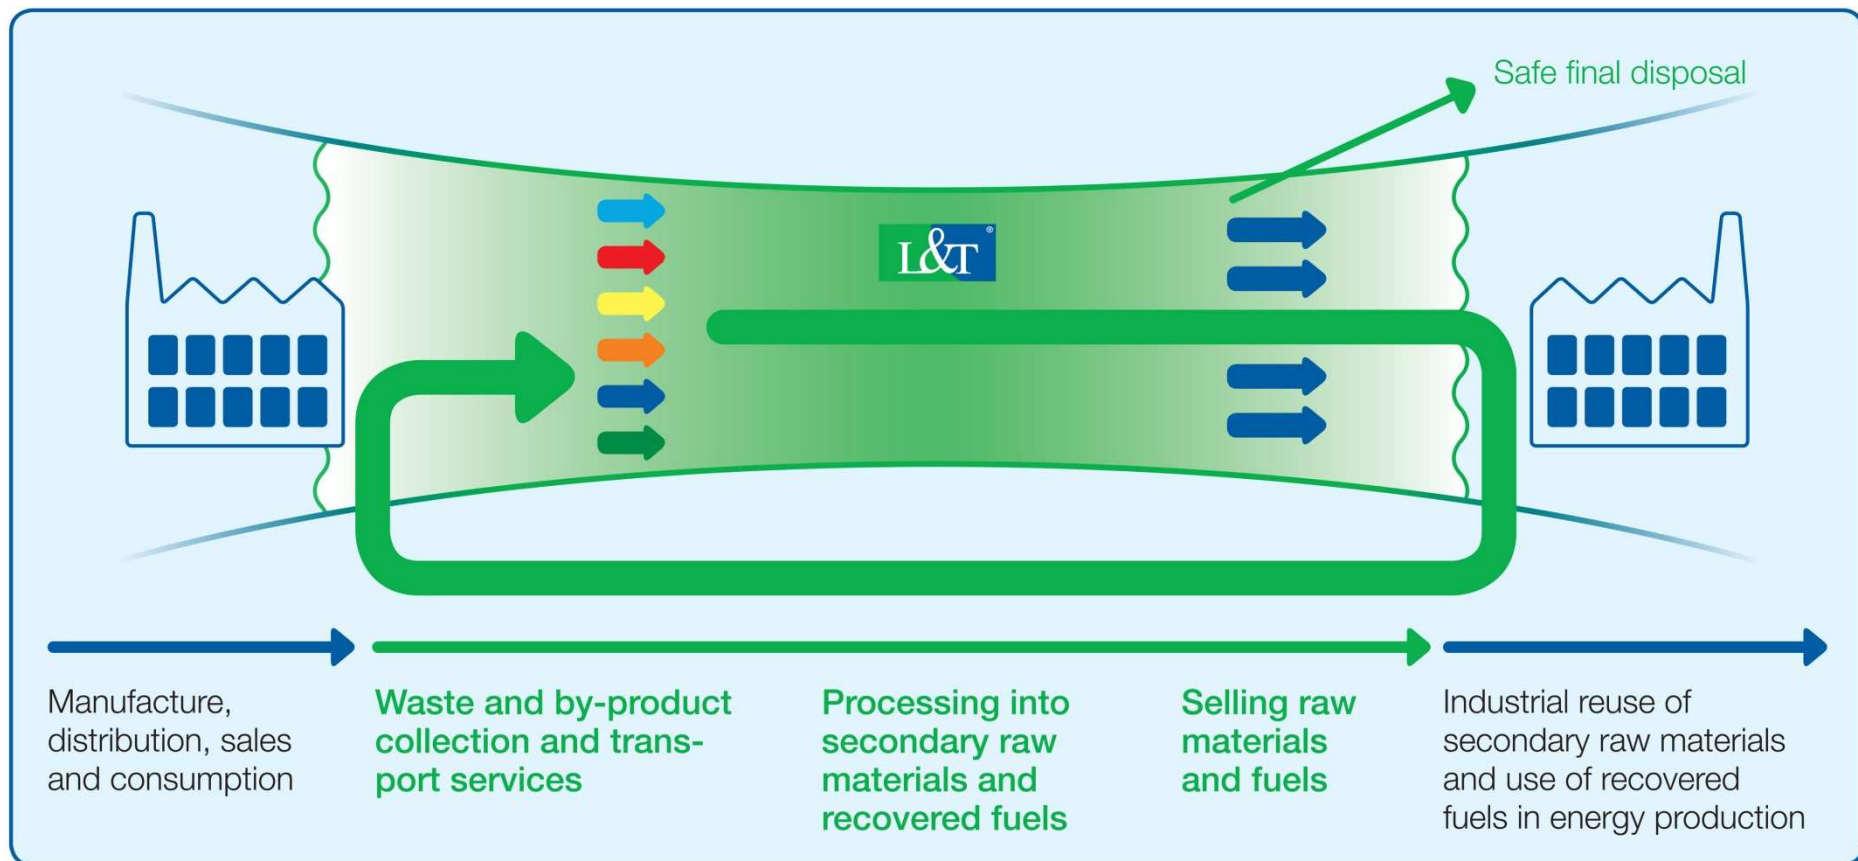 Safe final disposal
L&T®
Manufacture,
distribution, sales
and consumption
Waste and by-product
collection and trans-
port services
Processing into
secondary raw
materials and
recovered fuels
Selling raw
materials
and fuels
Industrial reuse of
secondary raw materials
and use of recovered
fuels in energy production